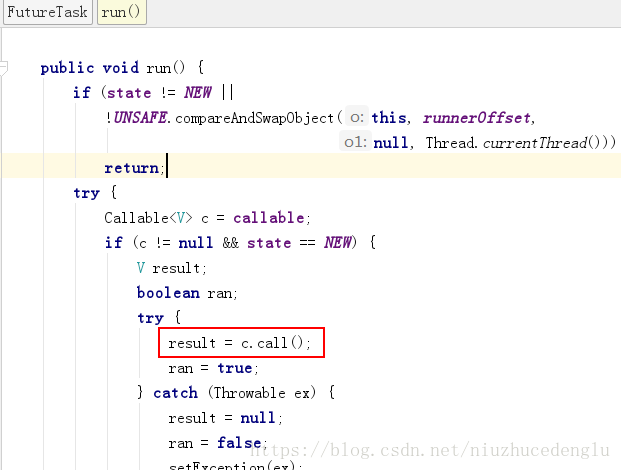 FutureTask run()
public void run() {
if (state != NEW ||
!UNSAFE.compareAndSwapObject( o: this, runnerOffset,
o1: null, Thread.currentThread()))
return;
try {
Callable<V> c = callable;
if (c != null && state == NEW) {
V result;
boolean ran;
try {
result = c.call();
ran = true;
} catch (Throwable ex) {
result = null;
ran = false;
setException(ex);
https://blog.csdn.net/niuzhucedenglu